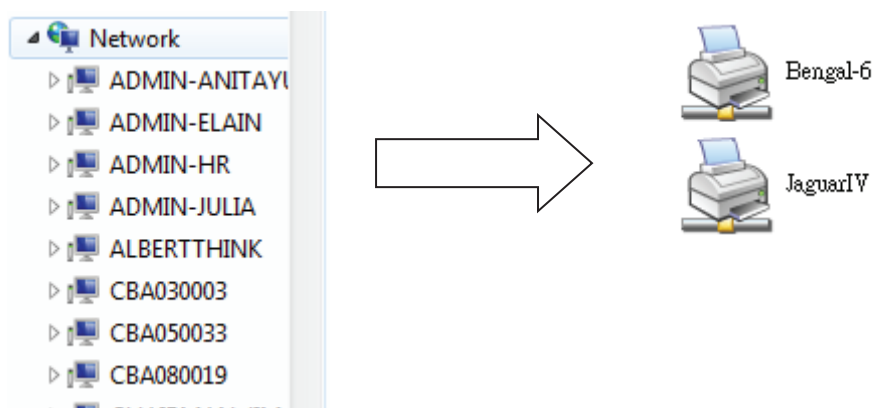 Network
ADMIN-ANITAYU
ADMIN-ELAIN
ADMIN-HR
ADMIN-JULIA
ALBERTTHINK
CBA030003
CBA050033
CBA080019
Bengal-6
JaguarIV